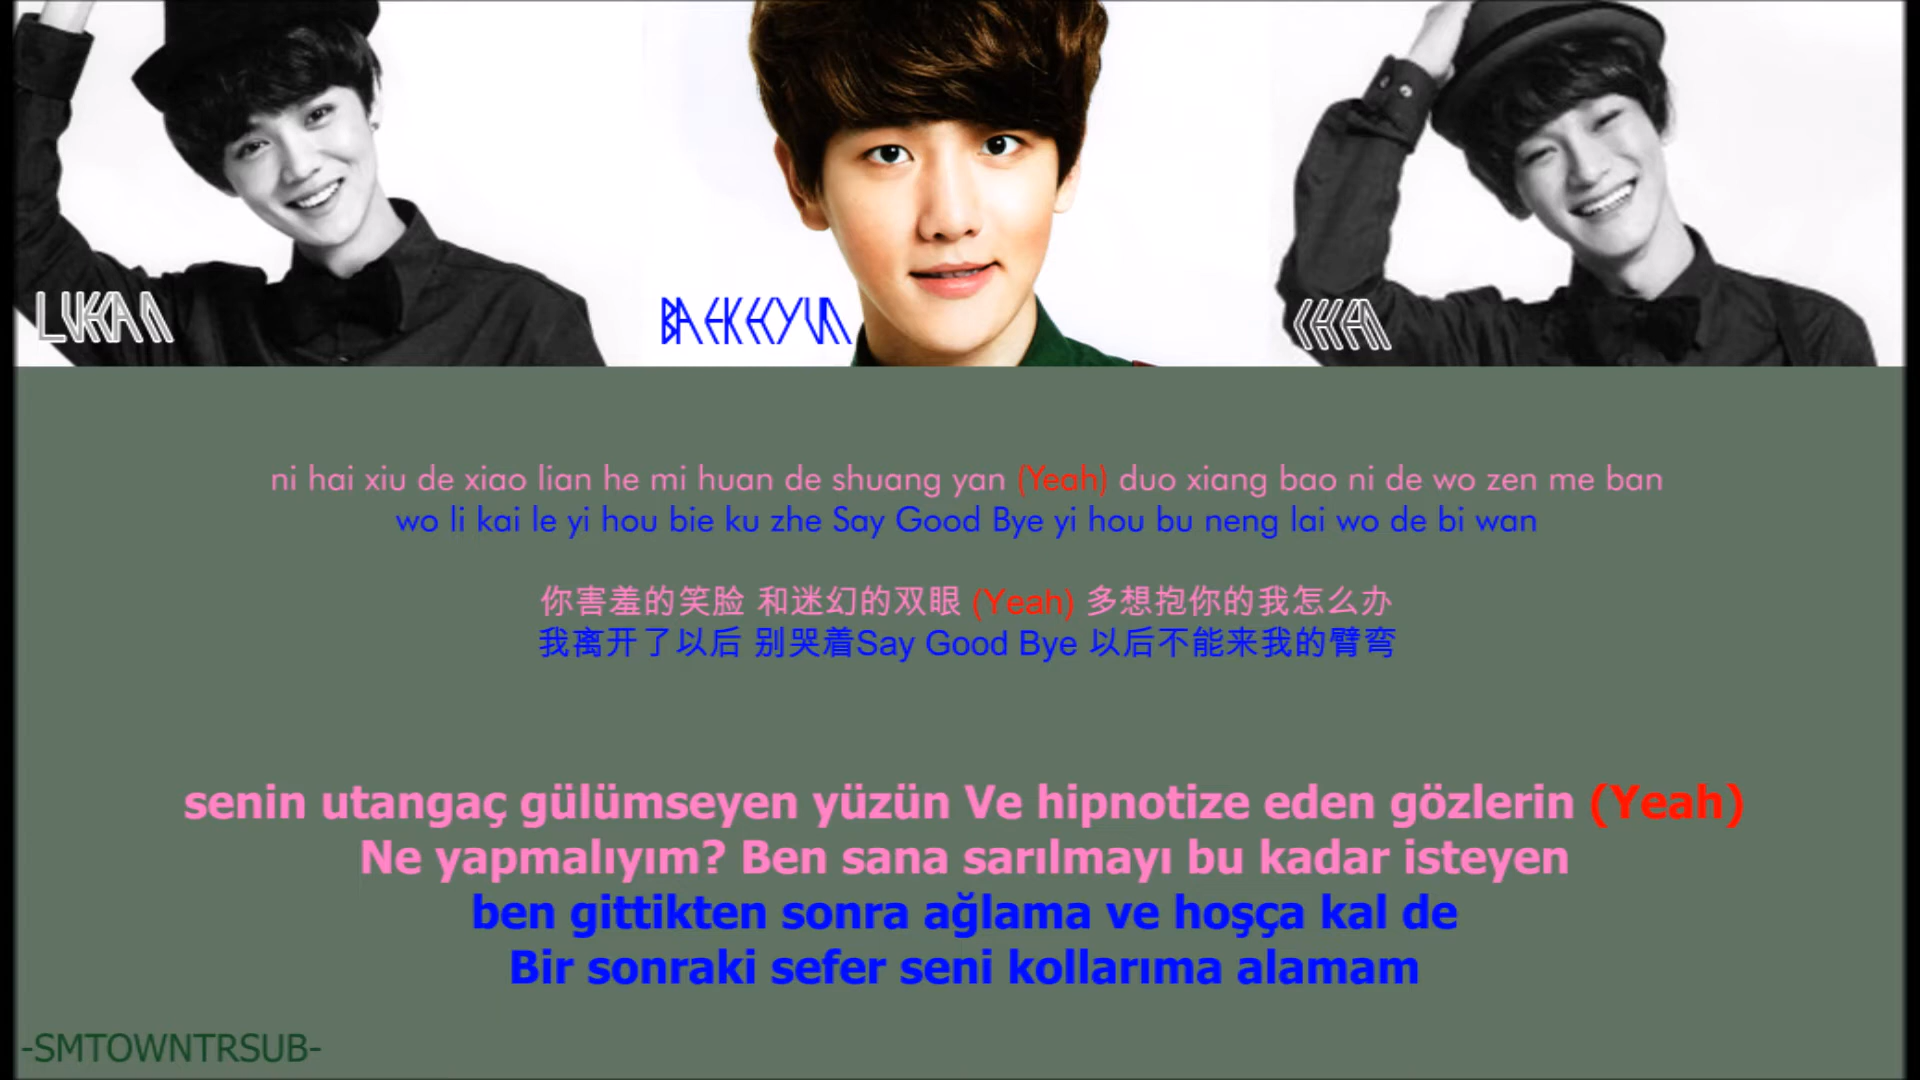 LUHAN
BAEKHYUN
CHEN
ni hai xiu de xiao lian he mi huan de shuang yan (Yeah) duo xiang bao ni de wo zen me ban
wo li kai le yi hou bie ku zhe Say Good Bye yi hou bu neng lai wo de bi wan
你害羞的笑脸 和迷幻的双眼 (Yeah) 多想抱你的我怎么办
我离开了以后 别哭着Say Good Bye 以后不能来我的臂弯
senin utangaç gülümseyen yüzün Ve hipnotize eden gözlerin (Yeah)
Ne yapmalıyım? Ben sana sarılmayı bu kadar isteyen
ben gittikten sonra ağlama ve hoşça kal de
Bir sonraki sefer seni kollarıma alamam
-SMTOWNTRSUB-